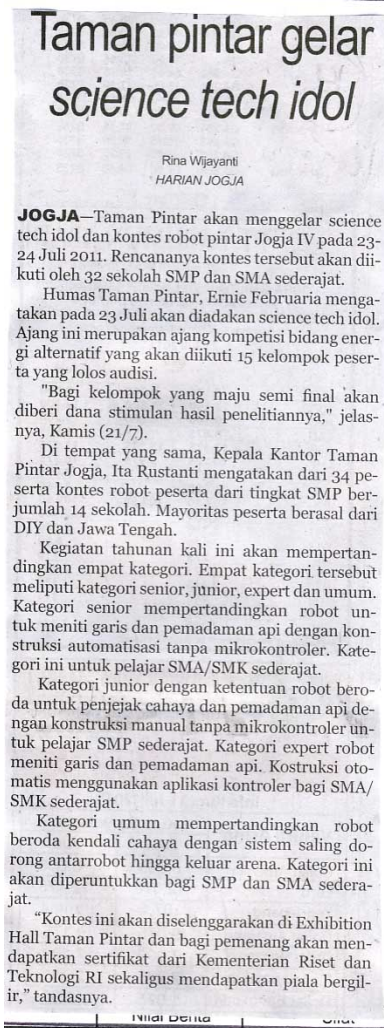 Taman pintar gelar
science tech idol
Rina Wijayanti
HARIAN JOGJA
JOGJA—Taman Pintar akan menggelar science
tech idol dan kontes robot pintar Jogja IV pada 23-
24 Juli 2011. Rencananya kontes tersebut akan dii-
kuti oleh 32 sekolah SMP dan SMA sederajat.
Humas Taman Pintar, Ernie Februaria menga-
takan pada 23 Juli akan diadakan science tech idol.
Ajang ini merupakan ajang kompetisi bidang ener-
gi alternatif yang akan diikuti 15 kelompok peser-
ta yang lolos audisi.
"Bagi kelompok yang maju semi final akan
diberi dana stimulan hasil penelitiannya," jelas-
nya, Kamis (21/7).
Di tempat yang sama, Kepala Kantor Taman
Pintar Jogja, Ita Rustanti mengatakan dari 34 pe-
serta kontes robot peserta dari tingkat SMP ber-
jumlah 14 sekolah. Mayoritas peserta berasal dari
DIY dan Jawa Tengah.
Kegiatan tahunan kali ini akan mempertan-
dingkan empat kategori. Empat kategori tersebut
meliputi kategori senior, junior, expert dan umum.
Kategori senior mempertandingkan robot un-
tuk meniti garis dan pemadaman api dengan kon-
struksi automatisasi tanpa mikrokontroler. Kate-
gori ini untuk pelajar SMA/SMK sederajat.
Kategori junior dengan ketentuan robot bero-
da untuk penjejak cahaya dan pemadaman api de-
ngan konstruksi manual tanpa mikrokontroler un-
tuk pelajar SMP sederajat. Kategori expert robot
meniti garis dan pemadaman api. Kostruksi oto-
matis menggunakan aplikasi kontroler bagi SMA/
SMK sederajat.
Kategori umum mempertandingkan robot
beroda kendali cahaya dengan sistem saling do-
rong antarrobot hingga keluar arena. Kategori ini
akan diperuntukkan bagi SMP dan SMA sedera-
jat.
"Kontes ini akan diselenggarakan di Exhibition
Hall Taman Pintar dan bagi pemenang akan men-
dapatkan sertifikat dari Kementerian Riset dan
Teknologi RI sekaligus mendapatkan piala bergil-
ir," tandasnya.
Nilai Berita
Sifat